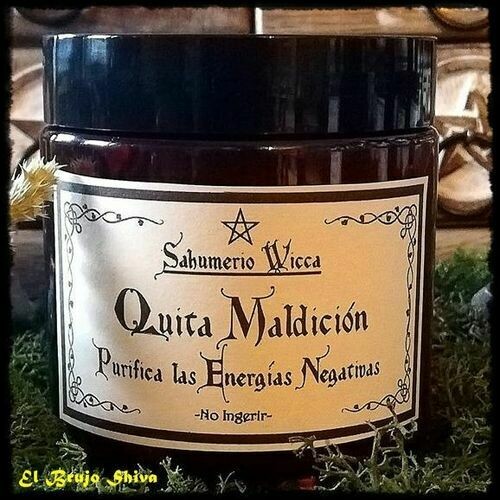 Sahumerio Wicca
Quita Maldición
Purifica las Energías Negativas
-No Ingerir-
El Brujo Shiva